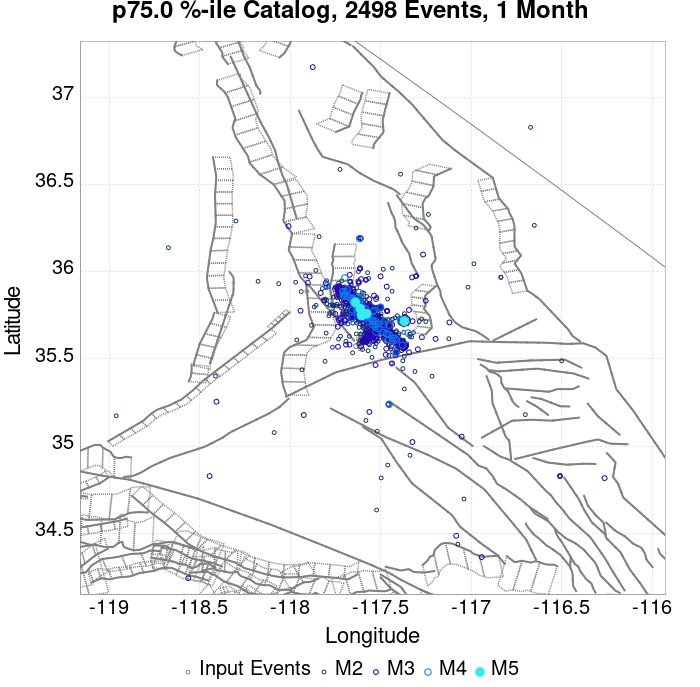 p75.0 %-ile Catalog, 2498 Events, 1 Month
37
36.5
36
35.5
35
34.5
Latitude
-119
-118.5
-118
-117.5
-117
-116.5
-116
Longitude
Input Events
M2
M3
M4
M5